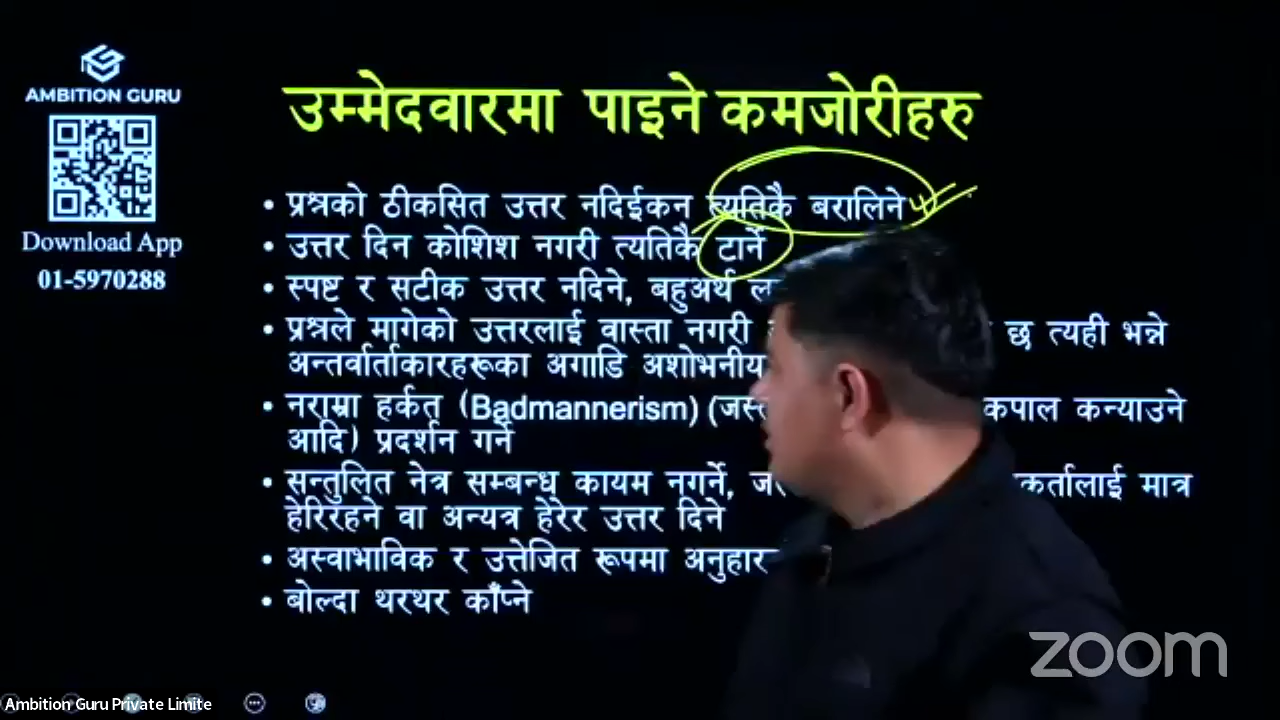 AMBITION GURU
Download App
01-5970288
उम्मेदवारमा पाइने कमजोरीहरु
• प्रश्नको ठीकसित उत्तर नदिईकन त्यतिकै बरालिने
• उत्तर दिन कोशिश नगरी त्यतिकै टार्ने
• स्पष्ट र सटीक उत्तर नदिने, बहुअर्थ
• प्रश्नले मागेको उत्तरलाई वास्ता नगरी छ त्यही भन्ने
अन्तर्वार्ताकारहरूका अगाडि अशोभनीय
• नराम्रा हर्कत (Badmannerism) कपाल कन्याउने
आदि) प्रदर्शन गर्ने
• सन्तुलित नेत्र सम्बन्ध कायम नगर्ने, मात्र
हेरिरहने वा अन्यत्र हेरेर उत्तर दिने
• अस्वाभाविक र उत्तेजित रूपमा अनुहार
• बोल्दा थरथर काँप्ने
zoom
Ambition Guru Private Limite